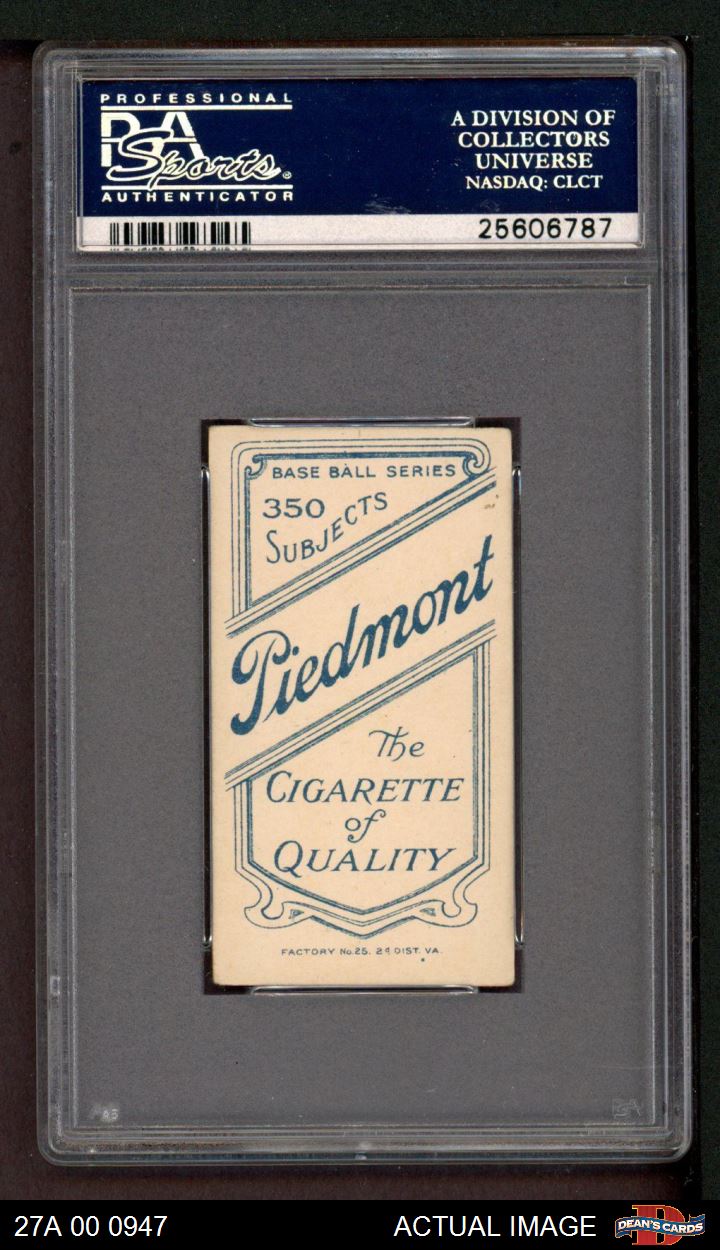 PROFESSIONAL
PSA
Sports®
AUTHENTICATOR
A DIVISION OF
COLLECTORS
UNIVERSE
NASDAQ: CLCT
25606787
BASE BALL SERIES
350
SUBJECTS
Piedmont
The
CIGARETTE
of
QUALITY
FACTORY No.25. 2d DIST. VA.
27A 00 0947
ACTUAL IMAGE
DEAN'S CARDS